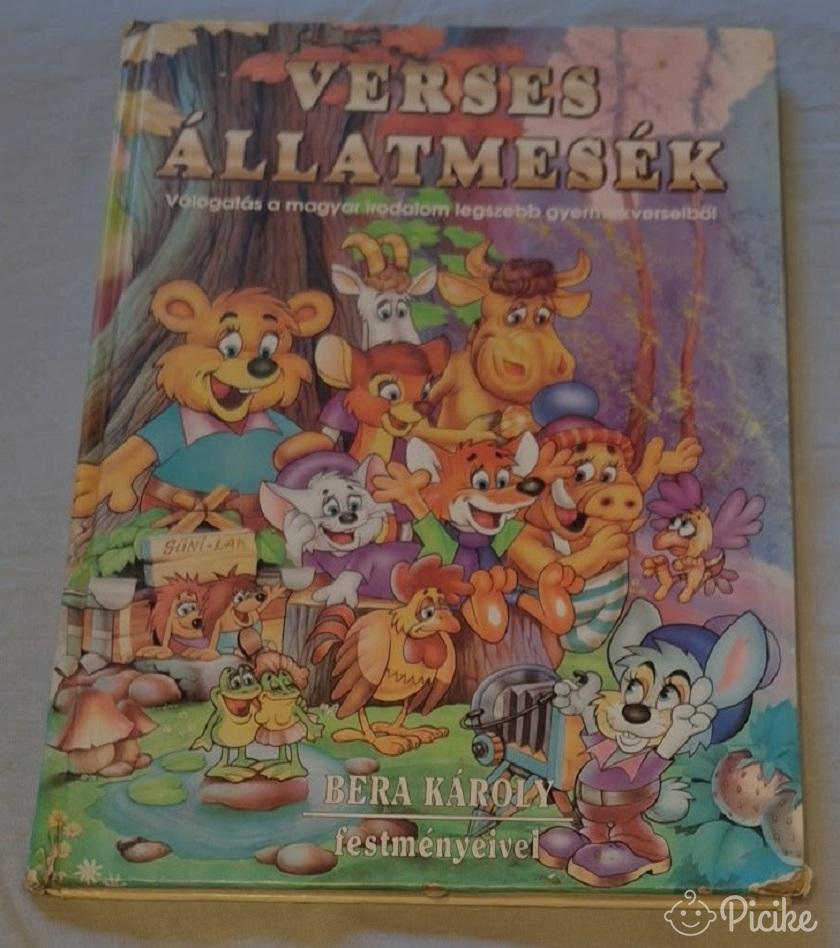 VERSES
ÁLLATMESÉK
Válogatás a magyar irodalom legszebb gyermekverseiből
SÜNI-LAK
BERA KÁROLY
festményeivel
Picike